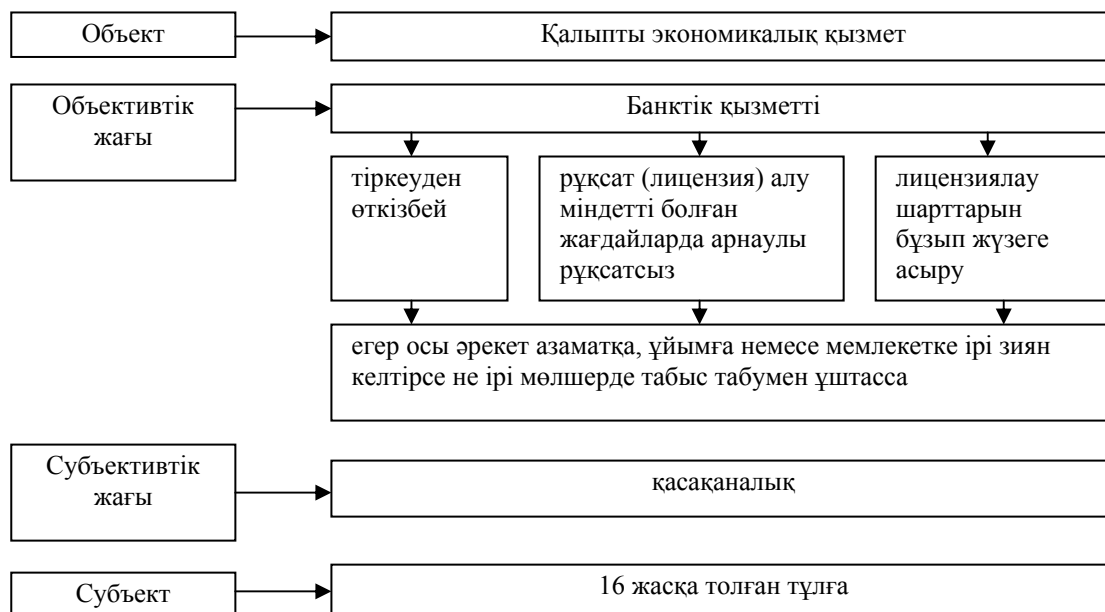 Объект
Қалыпты экономикалық қызмет
Объективтік
жағы
Банктік қызметті
тіркеуден
өткізбей
рұқсат (лицензия) алу
міндетті болған
жағдайларда арнаулы
рұқсатсыз
лицензиялау
шарттарын
бұзып жүзеге
асыру
егер осы әрекет азаматқа, ұйымға немесе мемлекетке ірі зиян
келтірсе не ірі мөлшерде табыс табумен ұштасса
Субъективтік
жағы
қасақаналық
Субъект
16 жасқа толған тұлға